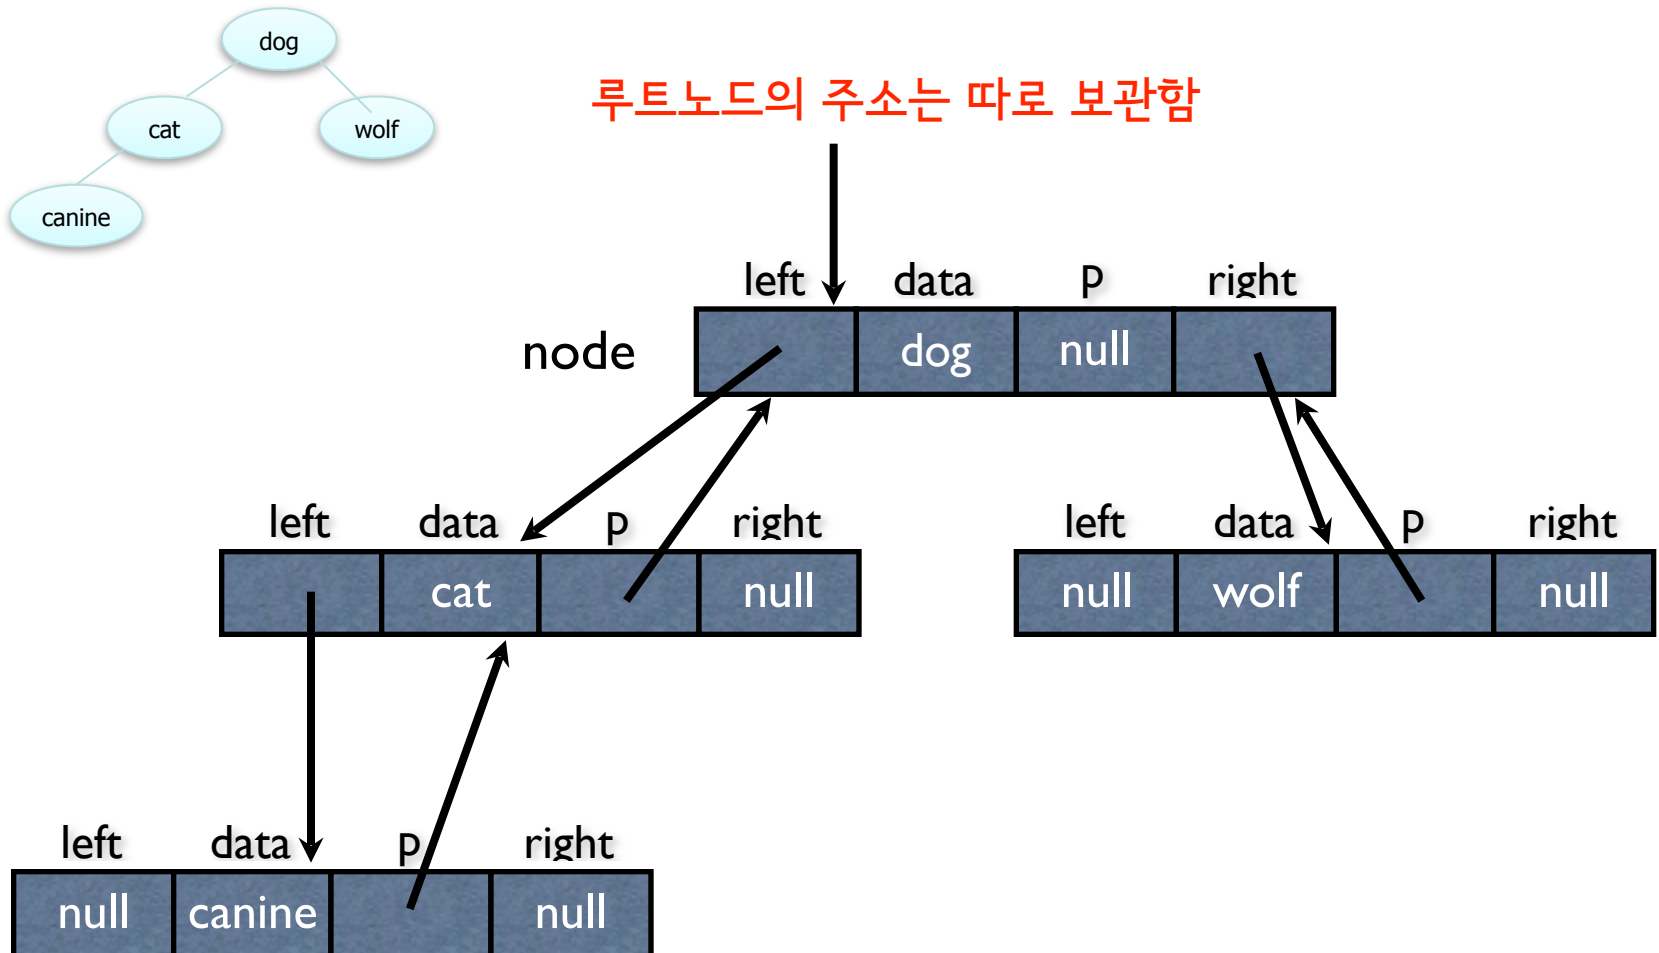 dog
cat wolf
canine
루트노드의 주소는 따로 보관함
left data p right
node dog null
left data p right
cat null
left data p right
null wolf null
left data p right
null canine null